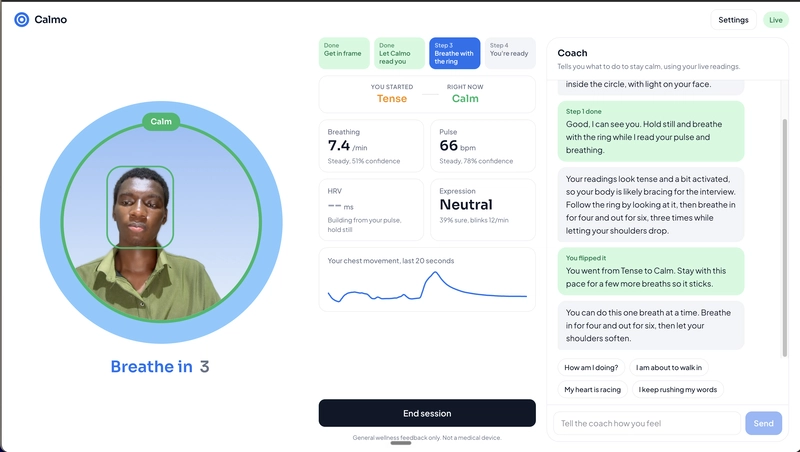 Calmo
Settings
Live
Calm
Breathe in 3
Done
Get in frame
Done
Let Calmo
read you
Step 3
Breathe with
the ring
Step 4
You're ready
YOU STARTED
Tense
RIGHT NOW
Calm
Breathing
7.4 /min
Steady, 51% confidence
Pulse
66 bpm
Steady, 78% confidence
HRV
-- ms
Building from your pulse,
hold still
Expression
Neutral
39% sure, blinks 12/min
Your chest movement, last 20 seconds
End session
General wellness feedback only. Not a medical device.
Coach
Tells you what to do to stay calm, using your live readings.
inside the circle, with light on your face.
Step 1 done
Good, I can see you. Hold still and breathe
with the ring while I read your pulse and
breathing.
Your readings look tense and a bit activated,
so your body is likely bracing for the interview.
Follow the ring by looking at it, then breathe in
for four and out for six, three times while
letting your shoulders drop.
You flipped it
You went from Tense to Calm. Stay with this
pace for a few more breaths so it sticks.
You can do this one breath at a time. Breathe
in for four and out for six, then let your
shoulders soften.
How am I doing?
I am about to walk in
My heart is racing
I keep rushing my words
Tell the coach how you feel
Send